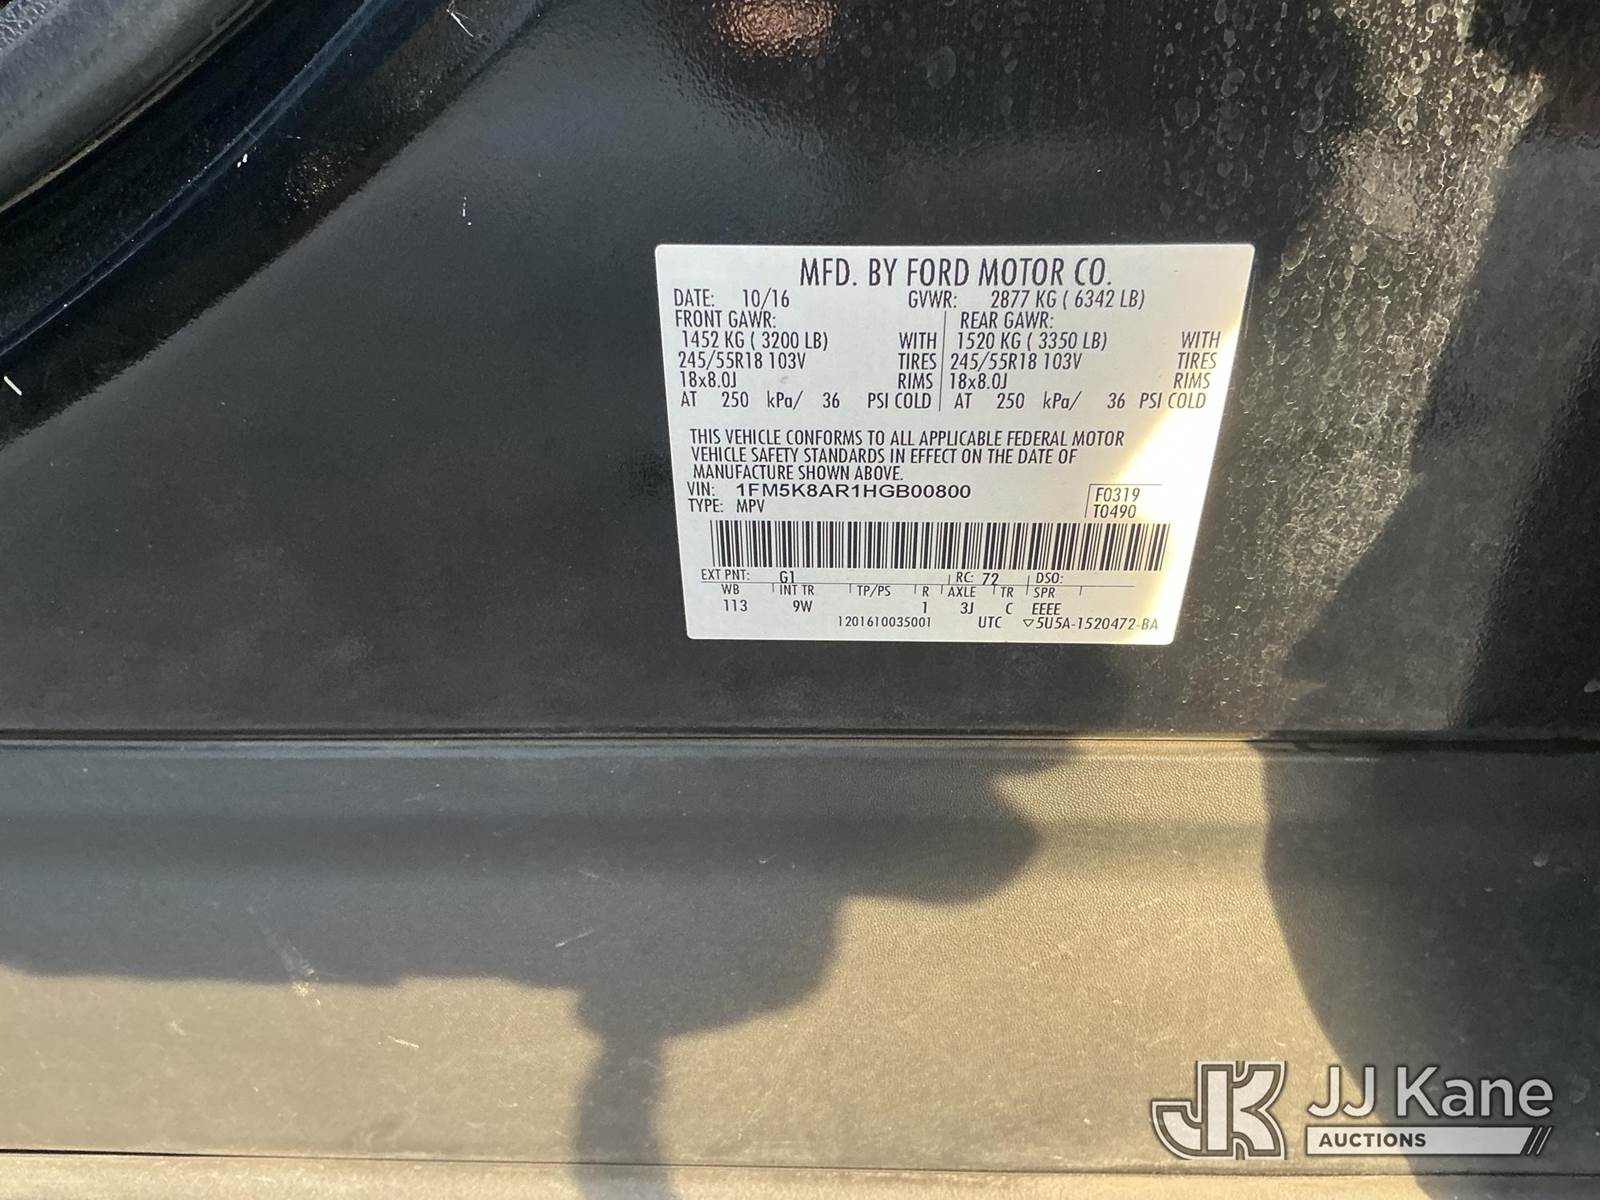 MFD. BY FORD MOTOR CO.
DATE: 10/16 GVWR: 2877 KG ( 6342 LB)
FRONT GAWR: REAR GAWR:
1452 KG ( 3200 LB) WITH 1520 KG ( 3350 LB) WITH
245/55R18 103V TIRES 245/55R18 103V TIRES
18x8.0J RIMS 18x8.0J RIMS
AT 250 kPa/ 36 PSI COLD AT 250 kPa/ 36 PSI COLD
THIS VEHICLE CONFORMS TO ALL APPLICABLE FEDERAL MOTOR
VEHICLE SAFETY STANDARDS IN EFFECT ON THE DATE OF
MANUFACTURE SHOWN ABOVE.
VIN: 1FM5K8AR1HGB00800 F0319
TYPE: MPV T0490
EXT PNT: G1 RC: 72 DSO:
WB INT TR TP/PS R AXLE TR SPR
113 9W 1 3J C EEEE
1201610035001 UTC ▽5U5A-1520472-BA
JK JJ Kane
AUCTIONS